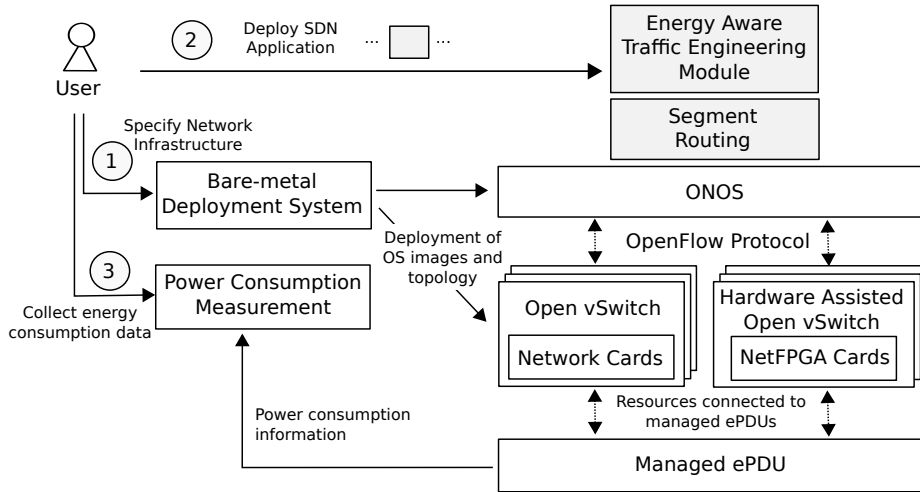 User
2
Deploy SDN
Application
...
...
Energy Aware
Traffic Engineering
Module
Segment
Routing
1
Specify Network
Infrastructure
Bare-metal
Deployment System
ONOS
Deployment of
OS images and
topology
OpenFlow Protocol
3
Collect energy
consumption data
Power Consumption
Measurement
Open vSwitch
Network Cards
Hardware Assisted
Open vSwitch
NetFPGA Cards
Power consumption
information
Resources connected to
managed ePDUs
Managed ePDU